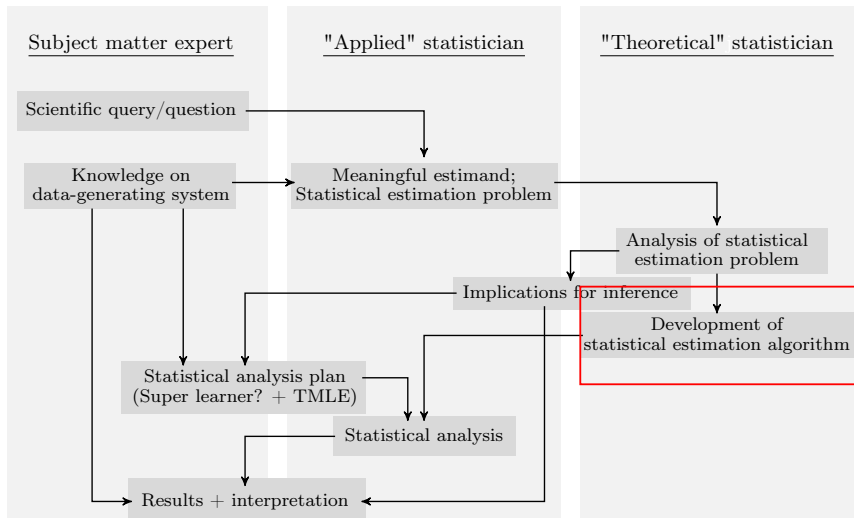 Subject matter expert
"Applied" statistician
"Theoretical" statistician
Scientific query/question
Knowledge on
data-generating system
Meaningful estimand;
Statistical estimation problem
Analysis of statistical
estimation problem
Implications for inference
Development of
statistical estimation algorithm
Statistical analysis plan
(Super learner? + TMLE)
Statistical analysis
Results + interpretation